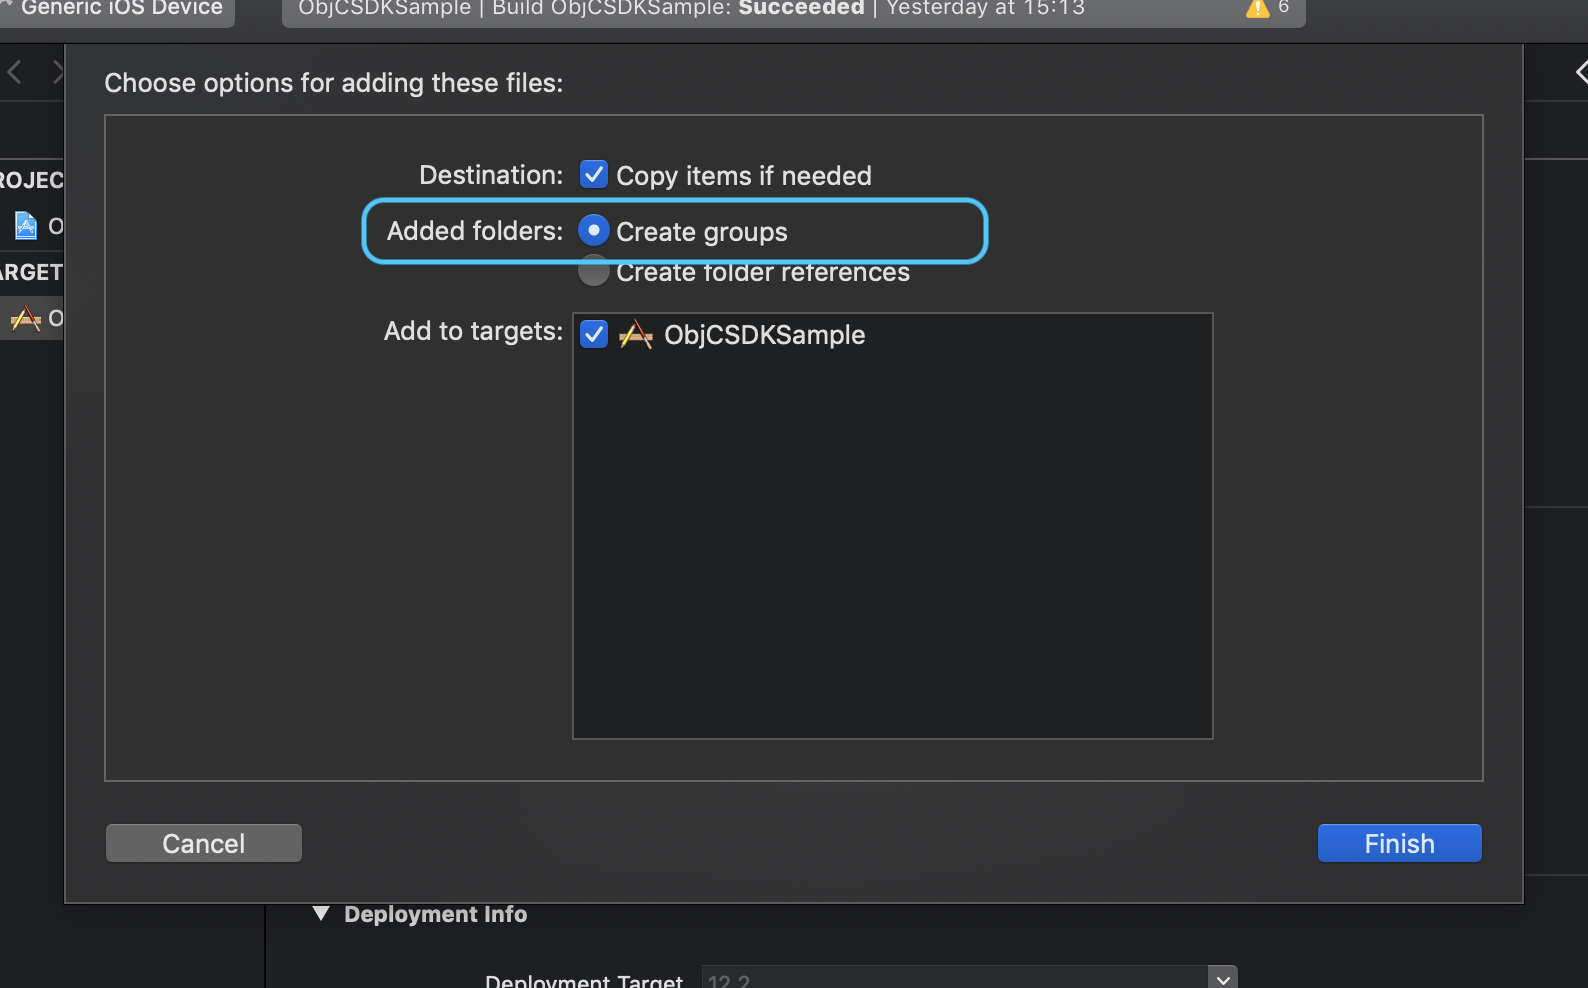 Generic iOS Device
ObjCSDKSample | Build ObjCSDKSample: Succeeded | Yesterday at 15:13
6
Choose options for adding these files:
Destination: Copy items if needed
Added folders: Create groups
Create folder references
Add to targets: ObjCSDKSample
ROJEC
O
ARGET
O
Cancel
Finish
Deployment Info
Deployment Target 12.2